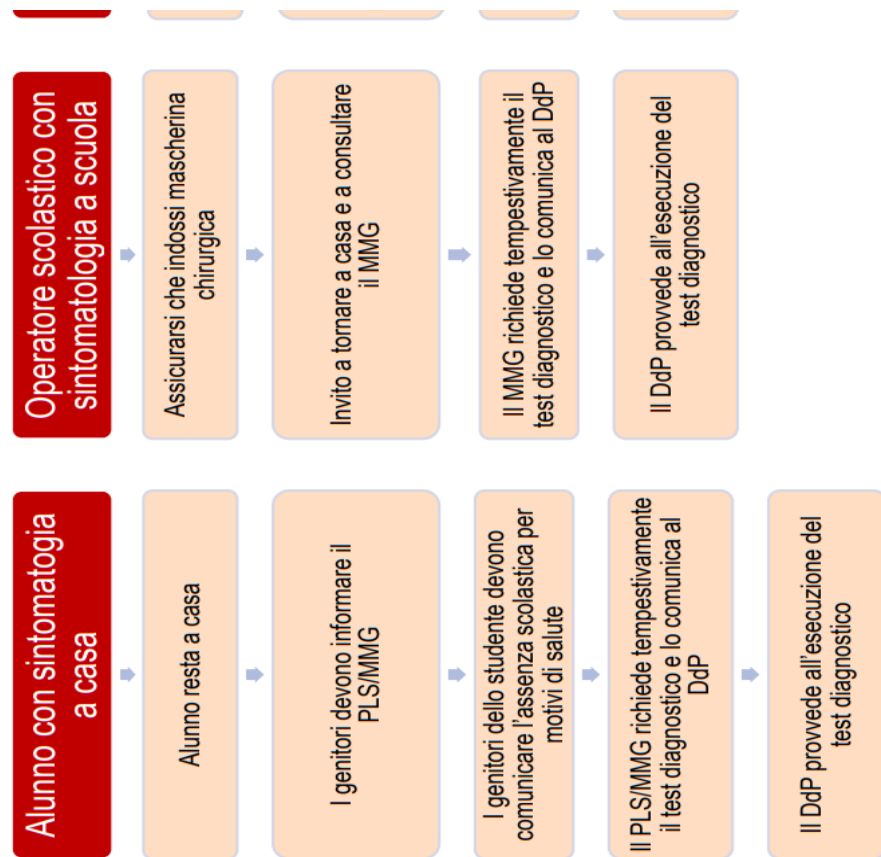 Alunno con sintomatogia
a casa
Alunno resta a casa
I genitori devono informare il
PLS/MMG
I genitori dello studente devono
comunicare l'assenza scolastica per
motivi di salute
Il PLS/MMG richiede tempestivamente
il test diagnostico e lo comunica al
DdP
Il DdP provvede all'esecuzione del
test diagnostico
Operatore scolastico con
sintomatologia a scuola
Assicurarsi che indossi mascherina
chirurgica
Invito a tornare a casa e a consultare
il MMG
Il MMG richiede tempestivamente il
test diagnostico e lo comunica al DdP
Il DdP provvede all'esecuzione del
test diagnostico